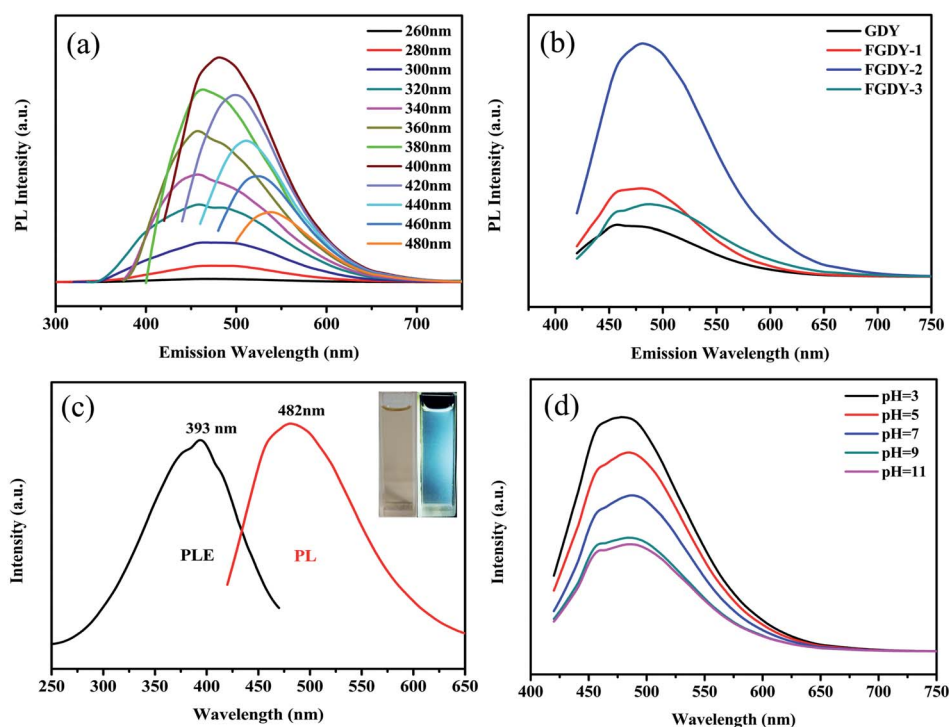 (a)
260nm
280nm
300nm
320nm
340nm
360nm
380nm
400nm
420nm
440nm
460nm
480nm
PL Intensity (a.u.)
300 400 500 600 700
Emission Wavelength (nm)
(b)
GDY
FGDY-1
FGDY-2
FGDY-3
PL Intensity (a.u.)
400 450 500 550 600 650 700 750
Emission Wavelength (nm)
(c)
393 nm
482nm
PLE
PL
Intensity (a.u.)
250 300 350 400 450 500 550 600 650
Wavelength (nm)
(d)
pH=3
pH=5
pH=7
pH=9
pH=11
Intensity (a.u.)
400 450 500 550 600 650 700 750
Wavelength (nm)